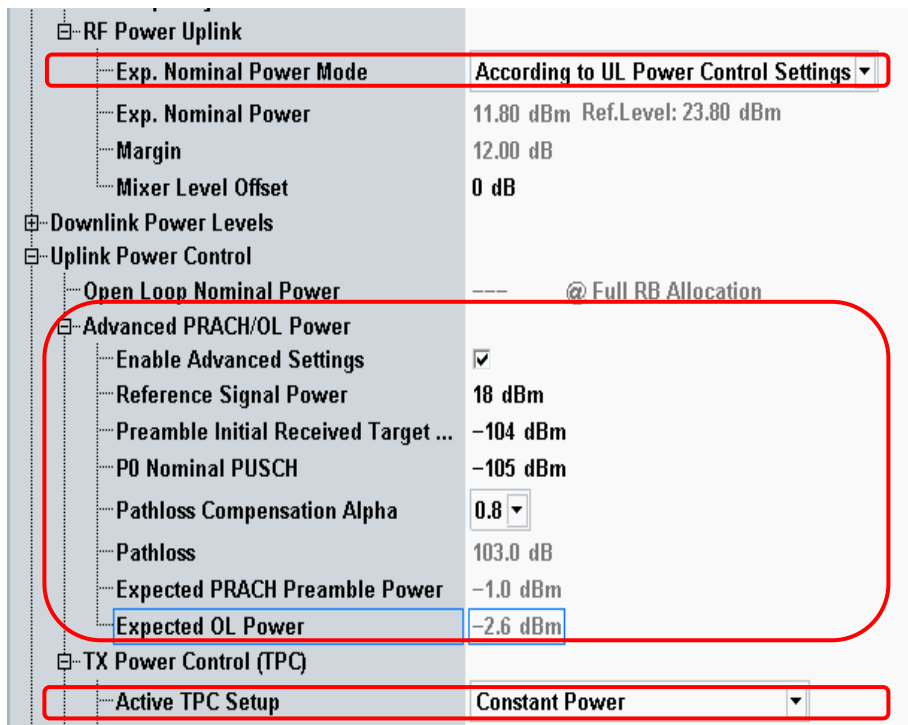 RF Power Uplink
Exp. Nominal Power Mode According to UL Power Control Settings
Exp. Nominal Power 11.80 dBm Ref.Level: 23.80 dBm
Margin 12.00 dB
Mixer Level Offset 0 dB
Downlink Power Levels
Uplink Power Control
Open Loop Nominal Power --- @ Full RB Allocation
Advanced PRACH/OL Power
Enable Advanced Settings
Reference Signal Power 18 dBm
Preamble Initial Received Target ... −104 dBm
P0 Nominal PUSCH −105 dBm
Pathloss Compensation Alpha 0.8
Pathloss 103.0 dB
Expected PRACH Preamble Power −1.0 dBm
Expected OL Power −2.6 dBm
TX Power Control (TPC)
Active TPC Setup Constant Power